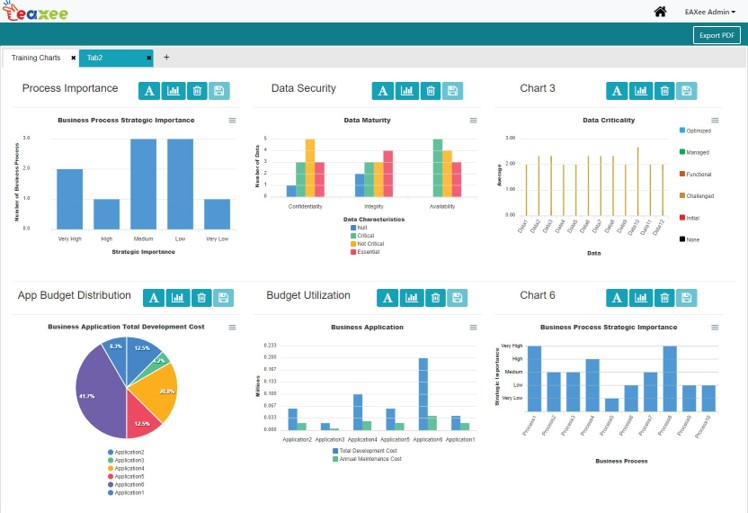 eaxee
EAXee Admin
Export PDF
Training Charts
Tab2
+
Process Importance
A
Data Security
A
Chart 3
A
Business Process Strategic Importance
Number of Business Process
3.0
2.0
1.0
0.0
Very High
High
Medium
Low
Very Low
Strategic Importance
Data Maturity
Number of Data
5
4
3
2
1
0
Confidentiality
Integrity
Availability
Data Characteristics
Null
Critical
Not Critical
Essential
Data Criticality
Average
3.00
2.00
1.00
0.00
Data1
Data2
Data3
Data4
Data5
Data6
Data7
Data8
Data9
Data10
Data11
Data12
Data
Optimized
Managed
Functional
Challanged
Initial
None
App Budget Distribution
A
Budget Utilization
A
Chart 6
A
Business Application Total Development Cost
8.3%
12.5%
4.2%
20.8%
12.5%
41.7%
Application2
Application3
Application4
Application5
Application6
Application1
Business Application
Millions
0.233
0.200
0.167
0.133
0.100
0.067
0.033
0.000
Application2
Application3
Application4
Application5
Application6
Application1
Total Development Cost
Annual Maintenance Cost
Business Process Strategic Importance
Strategic Importance
Very High
High
Medium
Low
Very Low
Process1
Process2
Process3
Process4
Process5
Process6
Process7
Process8
Process9
Process10
Business Process